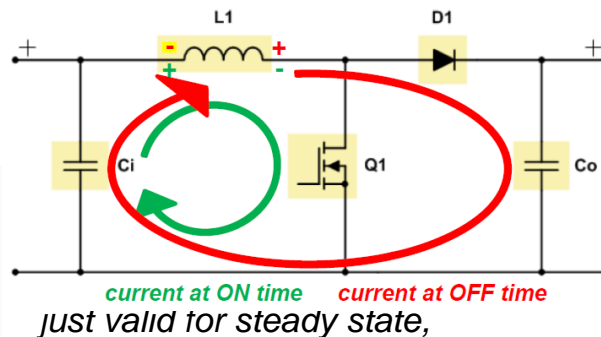 L1
D1
+
+
- +
+ -
Ci
Q1
Co
current at ON time current at OFF time
just valid for steady state,